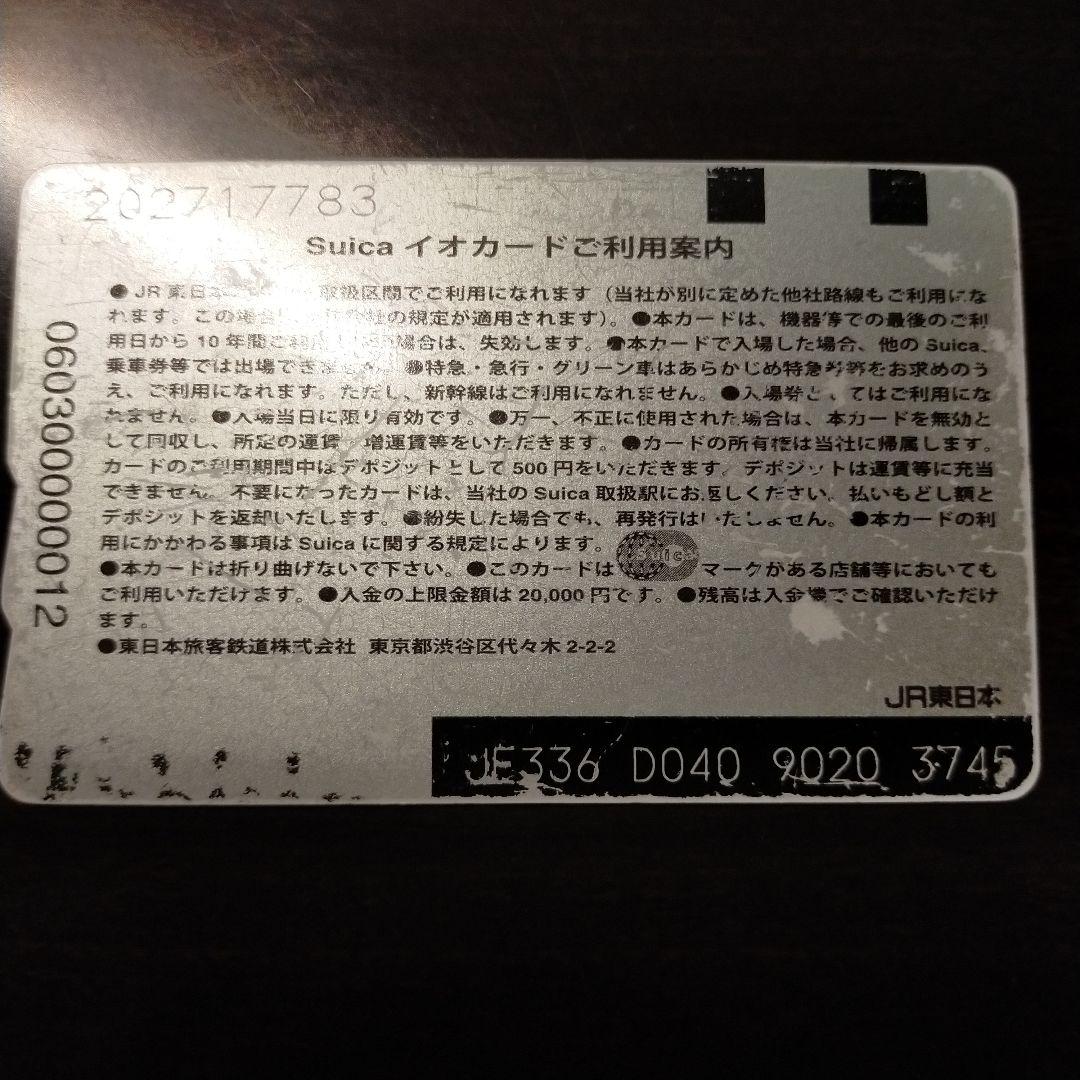 202717783
Suica イオカードご利用案内
●JR東日本 取扱区間でご利用になれます（当社が別に定めた他社路線もご利用にな
れます。この場合 の規定が適用されます）。●本カードは、機器等での最後のご利
用日から10年間ご利用 場合は、失効します。●本カードで入場した場合、他のSuica、
乗車券等では出場できません。●特急・急行・グリーン車はあらかじめ特急券等をお求めのう
え、ご利用になれます。ただし、新幹線はご利用になれません。●入場券としてはご利用にな
れません。●入場当日に限り有効です。●万一、不正に使用された場合は、本カードを無効と
して回収し、所定の運賃 増運賃等をいただきます。●カードの所有権は当社に帰属します。
カードのご利用期間中はデポジットとして500円をいただきます。デポジットは運賃等に充当
できません。不要になったカードは、当社のSuica取扱駅にお返しください。払いもどし額と
デポジットを返却いたします。●紛失した場合でも、再発行はいたしません。●本カードの利
用にかかわる事項はSuicaに関する規定によります。
●本カードは折り曲げないで下さい。●このカードは Suica マークがある店舗等においても
ご利用いただけます。●入金の上限金額は20,000円です。●残高は入金機でご確認いただけ
ます。
●東日本旅客鉄道株式会社 東京都渋谷区代々木2-2-2
JR東日本
JE336 D040 9020 3745
0603000000012